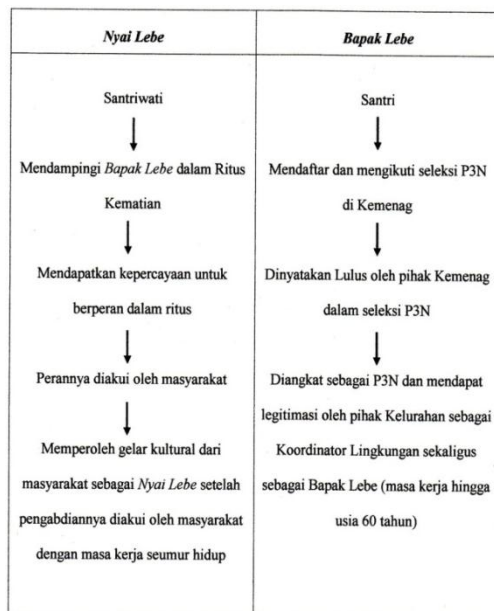 Nyai Lebe
Santriwati
Mendampingi Bapak Lebe dalam Ritus
Kematian
Mendapatkan kepercayaan untuk
berperan dalam ritus
Perannya diakui oleh masyarakat
Memperoleh gelar kultural dari
masyarakat sebagai Nyai Lebe setelah
pengabdiannya diakui oleh masyarakat
dengan masa kerja seumur hidup
Bapak Lebe
Santri
Mendaftar dan mengikuti seleksi P3N
di Kemenag
Dinyatakan Lulus oleh pihak Kemenag
dalam seleksi P3N
Diangkat sebagai P3N dan mendapat
legitimasi oleh pihak Kelurahan sebagai
Koordinator Lingkungan sekaligus
sebagai Bapak Lebe (masa kerja hingga
usia 60 tahun)